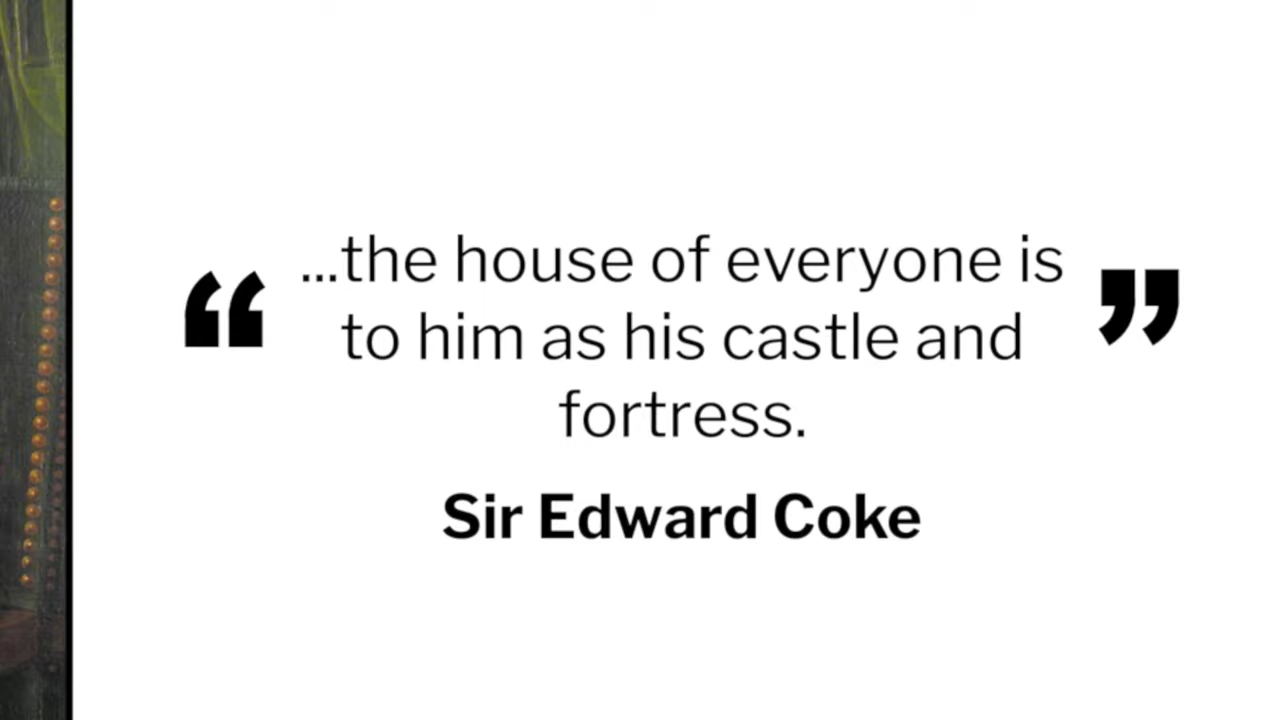 “ ...the house of everyone is ”
to him as his castle and
fortress.
Sir Edward Coke